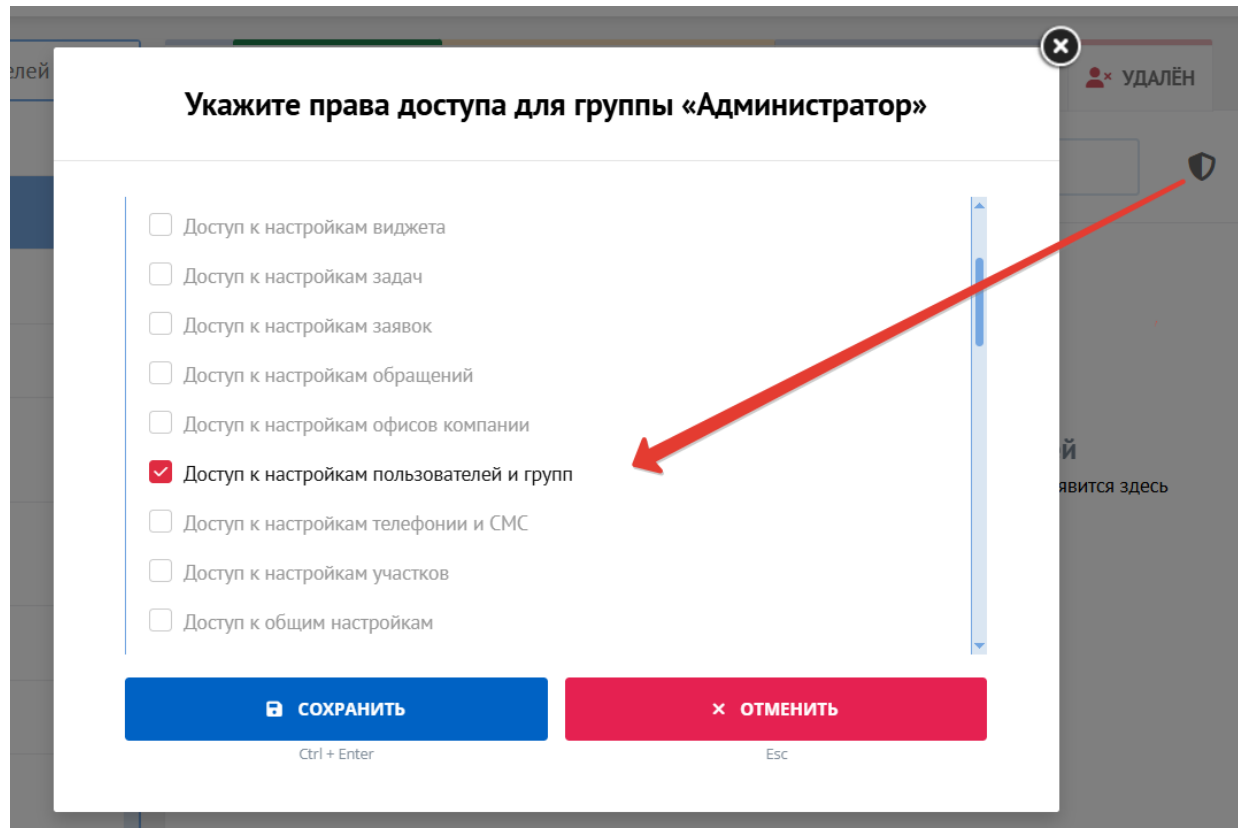 УДАЛЁН
Укажите права доступа для группы «Администратор»
Доступ к настройкам виджета
Доступ к настройкам задач
Доступ к настройкам заявок
Доступ к настройкам обращений
Доступ к настройкам офисов компании
Доступ к настройкам пользователей и групп
Доступ к настройкам телефонии и СМС
Доступ к настройкам участков
Доступ к общим настройкам
здесь
СОХРАНИТЬ
ОТМЕНИТЬ
Ctrl + Enter
Esc